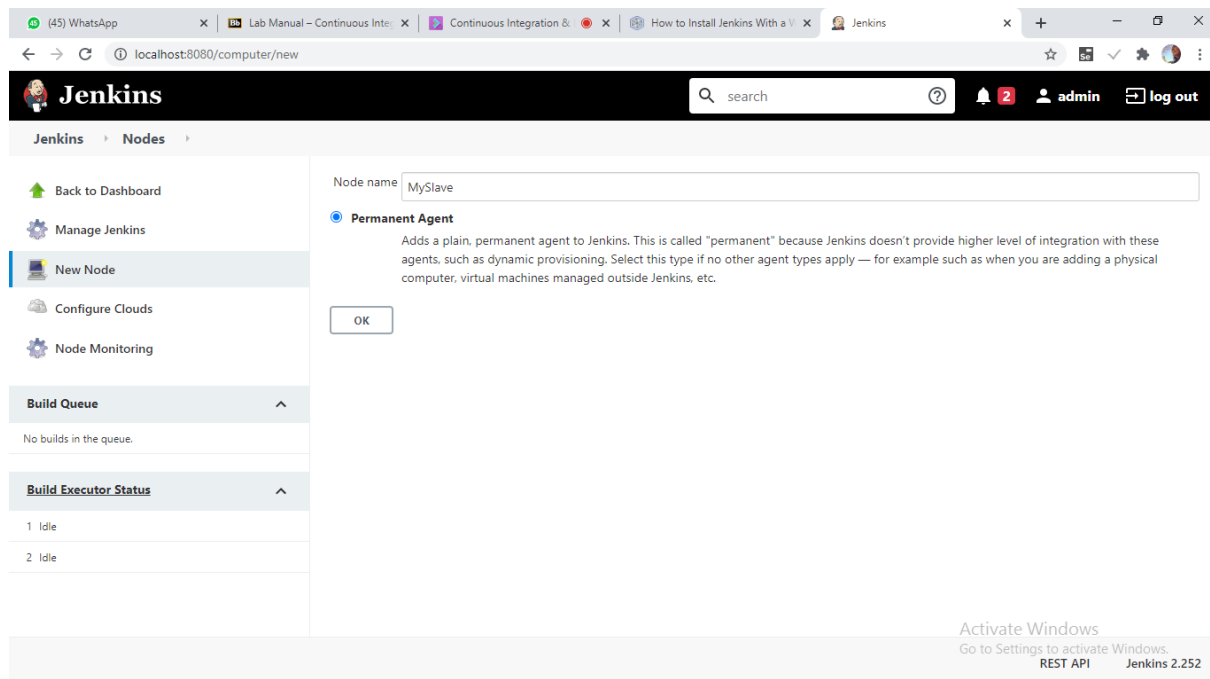 (45) WhatsApp
Lab Manual – Continuous Inte
Continuous Integration &
How to Install Jenkins With a W
Jenkins
localhost:8080/computer/new
Jenkins
search
2
admin
log out
Jenkins
Nodes
Back to Dashboard
Manage Jenkins
New Node
Configure Clouds
Node Monitoring
Build Queue
No builds in the queue.
Build Executor Status
1 Idle
2 Idle
Node name
MySlave
Permanent Agent
Adds a plain, permanent agent to Jenkins. This is called "permanent" because Jenkins doesn't provide higher level of integration with these
agents, such as dynamic provisioning. Select this type if no other agent types apply — for example such as when you are adding a physical
computer, virtual machines managed outside Jenkins, etc.
OK
Activate Windows
Go to Settings to activate Windows.
REST API
Jenkins 2.252